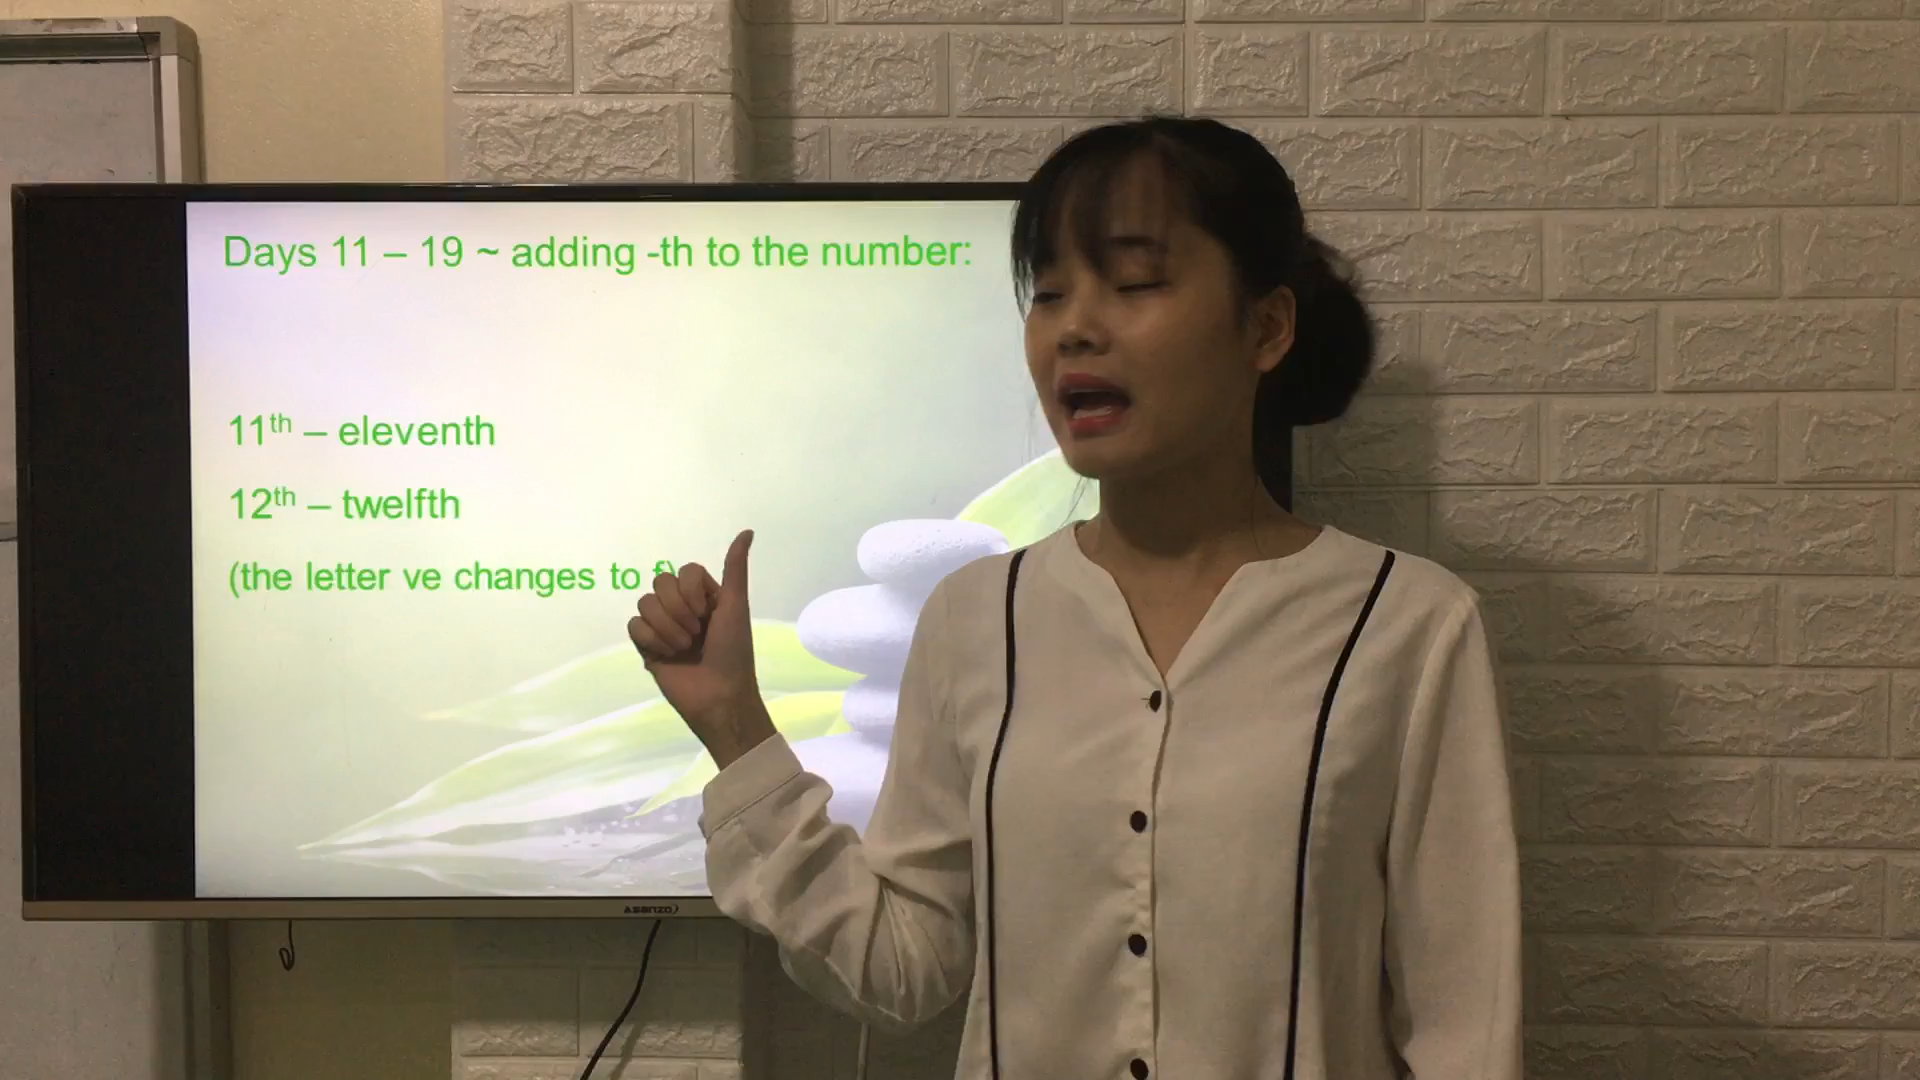 Days 11 – 19 ~ adding -th to the number:
11th – eleventh
12th – twelfth
(the letter ve changes to f)
Asanzo